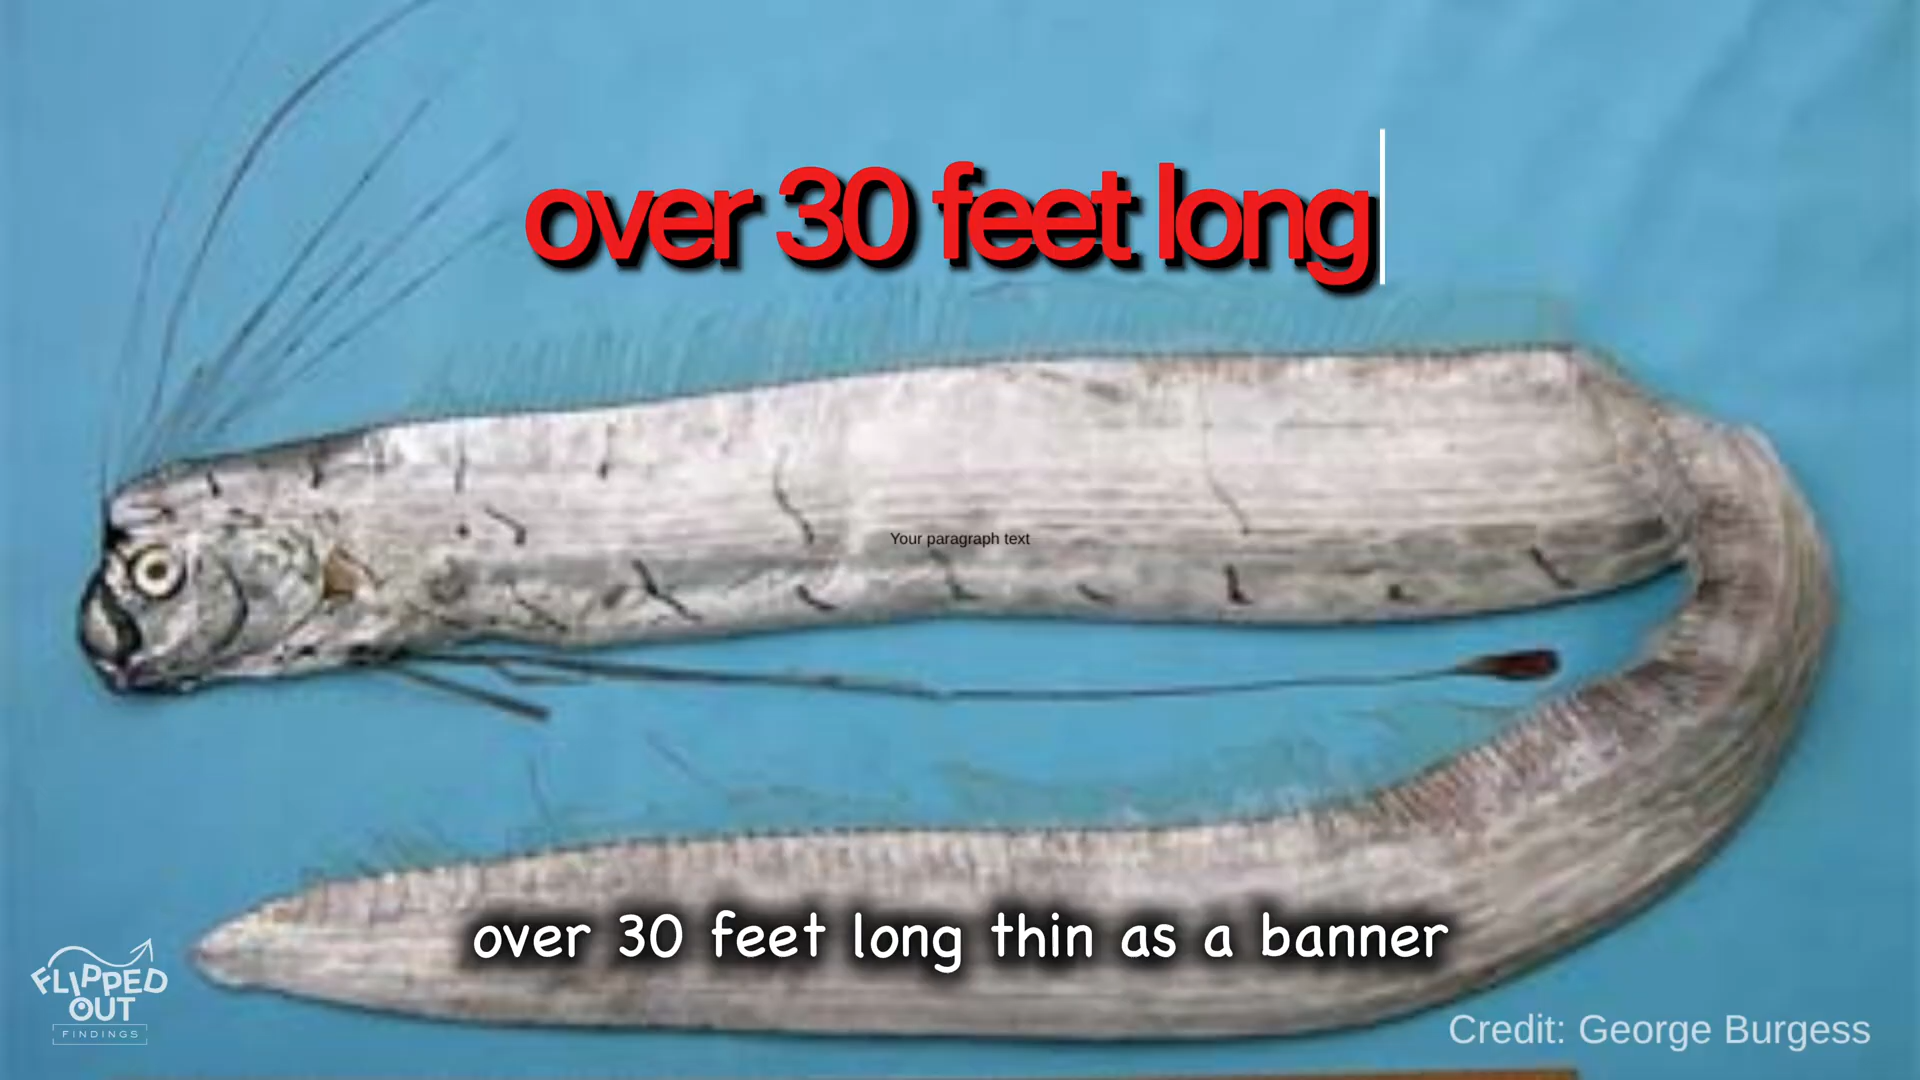 over 30 feet long
Your paragraph text
over 30 feet long thin as a banner
FLIPPED
OUT
FINDINGS
Credit: George Burgess